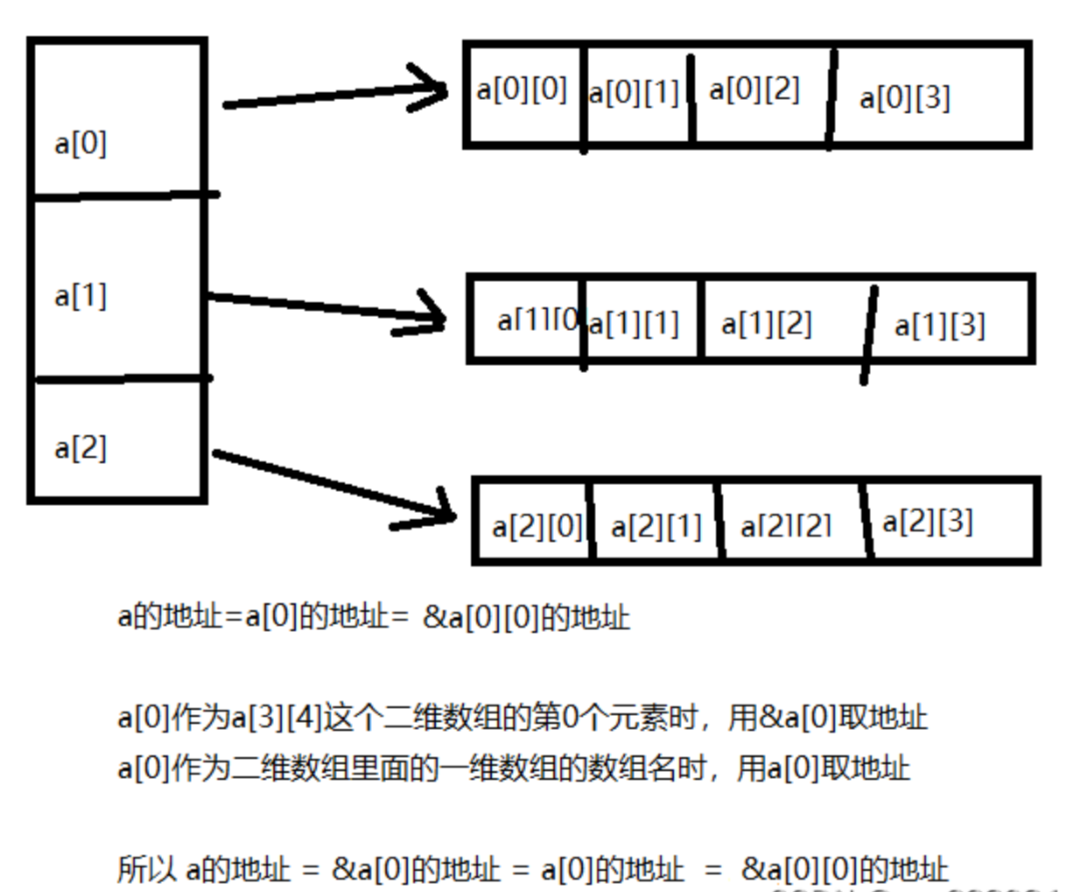 a[0]
a[0][0] a[0][1] a[0][2] a[0][3]
a[1]
a[1][0 a[1][1] a[1][2] a[1][3]
a[2]
a[2][0] a[2][1] a[2][2] a[2][3]
a的地址=a[0]的地址= &a[0][0]的地址
a[0]作为a[3][4]这个二维数组的第0个元素时，用&a[0]取地址
a[0]作为二维数组里面的一维数组的数组名时，用a[0]取地址
所以 a的地址 = &a[0]的地址 = a[0]的地址 = &a[0][0]的地址